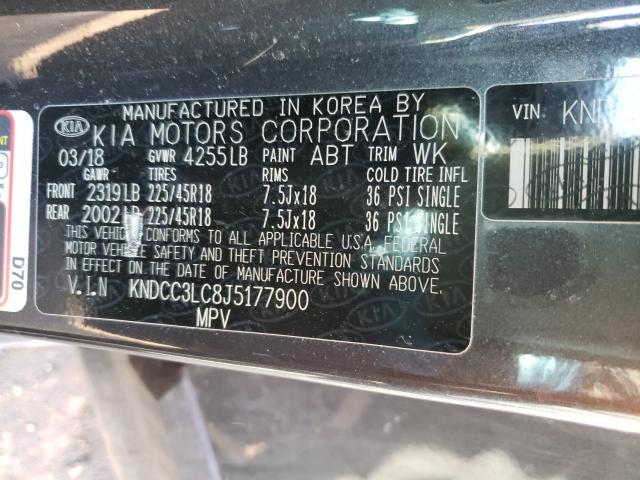 MANUFACTURED IN KOREA BY
KIA KIA MOTORS CORPORATION
03/18 GVWR 4255LB PAINT ABT TRIM WK
GAWR TIRES RIMS COLD TIRE INFL
FRONT 2319LB 225/45R18 7.5Jx18 36 PSI SINGLE
REAR 2002LB 225/45R18 7.5Jx18 36 PSI SINGLE
THIS VEHICLE CONFORMS TO ALL APPLICABLE U.S.A. FEDERAL
MOTOR VEHICLE SAFETY AND THEFT PREVENTION STANDARDS
IN EFFECT ON THE DATE OF MANUFACTURE SHOWN ABOVE.
V.I.N KNDCC3LC8J5177900
MPV
VIN KND
D70